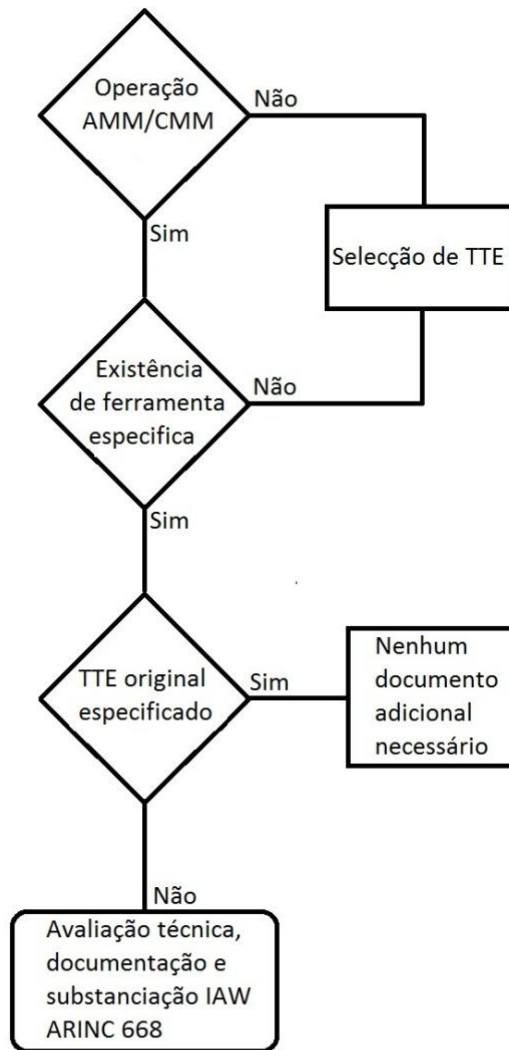 Operação
AMM/CMM
Não
Sim
Selecção de TTE
Existência
de ferramenta
especifica
Não
Sim
TTE original
especificado
Sim
Nenhum
documento
adicional
necessário
Não
Avaliação técnica,
documentação e
substanciação IAW
ARINC 668